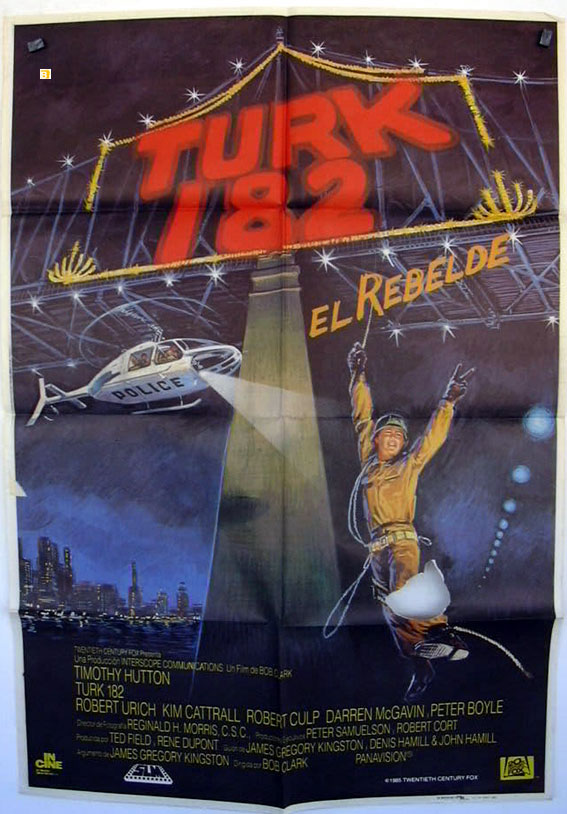 TURK
182
EL REBELDE
POLICE
TWENTIETH CENTURY FOX Presenta
Una Producción INTERSCOPE COMMUNICATIONS Un Film de BOB CLARK
TIMOTHY HUTTON
TURK 182
ROBERT URICH KIM CATTRALL ROBERT CULP DARREN McGAVIN, PETER BOYLE
Director de Fotografía REGINALD H. MORRIS, C.S.C. Productores Ejecutivos PETER SAMUELSON, ROBERT CORT
Producida por TED FIELD, RENE DUPONT Guion de JAMES GREGORY KINGSTON, DENIS HAMILL & JOHN HAMILL
Argumento de JAMES GREGORY KINGSTON Dirigida por BOB CLARK PANAVISION
IN
CINE
© 1985 TWENTIETH CENTURY FOX
FOX